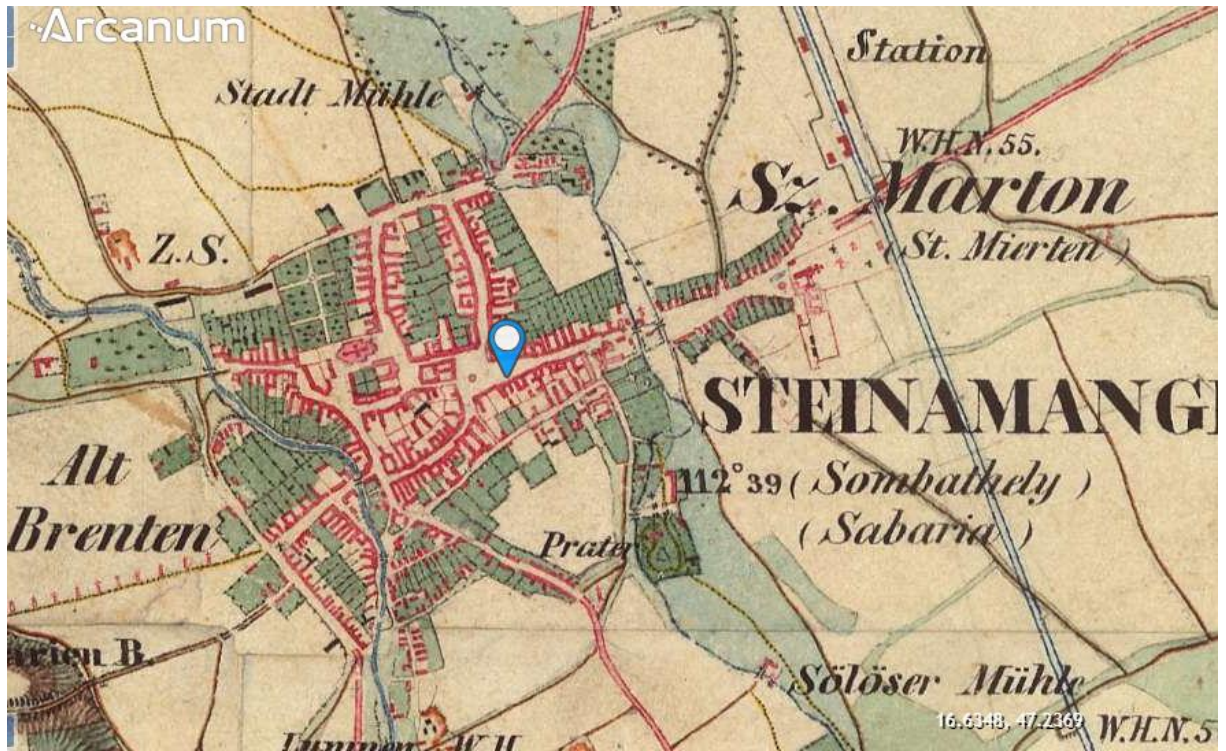 Arcanum
Station
Stadt Mühle
W.H.N. 55.
Sz. Marton
(St. Mierten)
Z.S.
STEINAMANG
Alt
Brenten
112°39 (Sombathely)
(Sabaria)
Prater
B.
Sölöser Mühle
16.6348, 47.2369
W.H.N. 5
W.H.